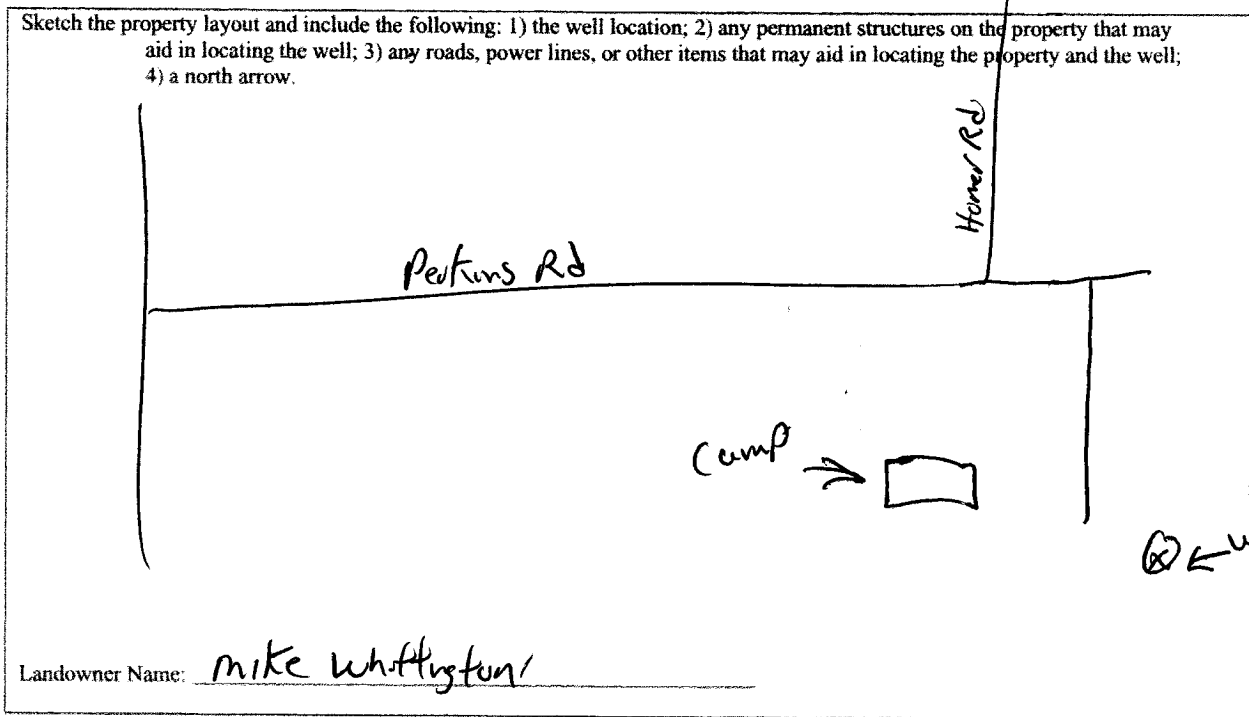 Sketch the property layout and include the following: 1) the well location; 2) any permanent structures on the property that may
aid in locating the well; 3) any roads, power lines, or other items that may aid in locating the property and the well;
4) a north arrow.
Homer Rd
Perkins Rd
Camp
Landowner Name: Mike Whittington